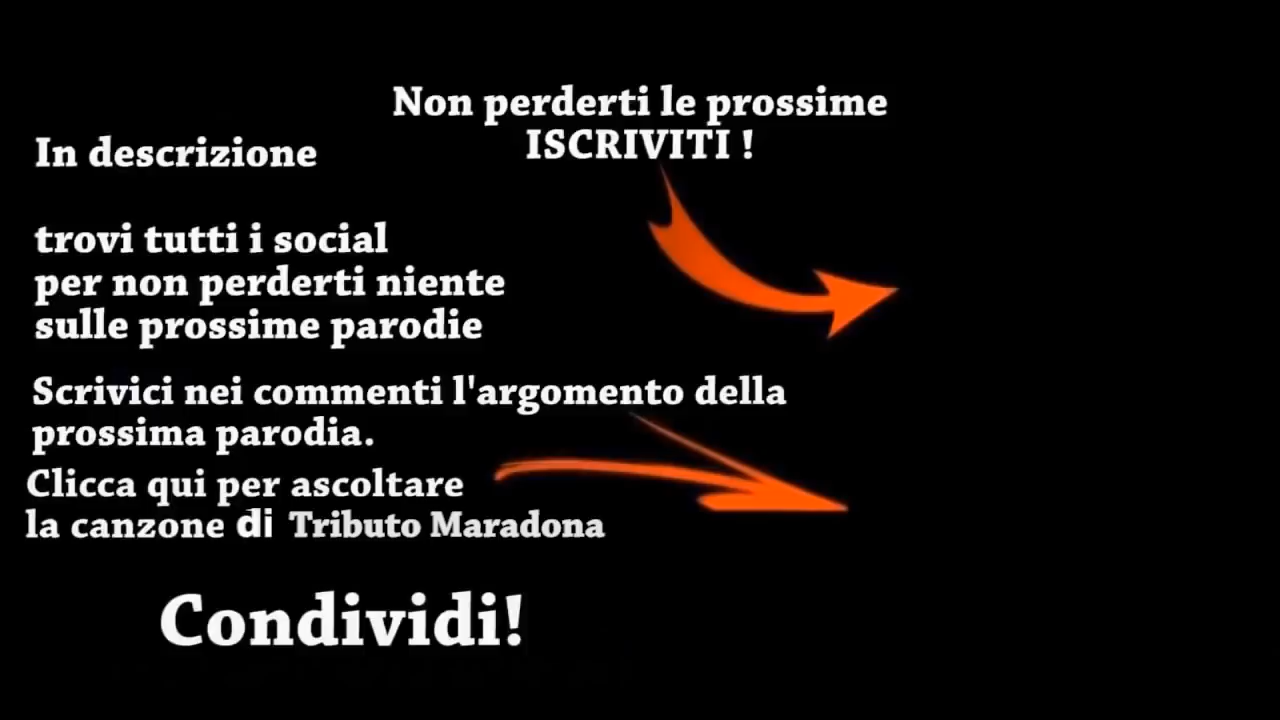 Non perderti le prossime
ISCRIVITI !
In descrizione
trovi tutti i social
per non perderti niente
sulle prossime parodie
Scrivici nei commenti l'argomento della
prossima parodia.
Clicca qui per ascoltare
la canzone di Tributo Maradona
Condividi!